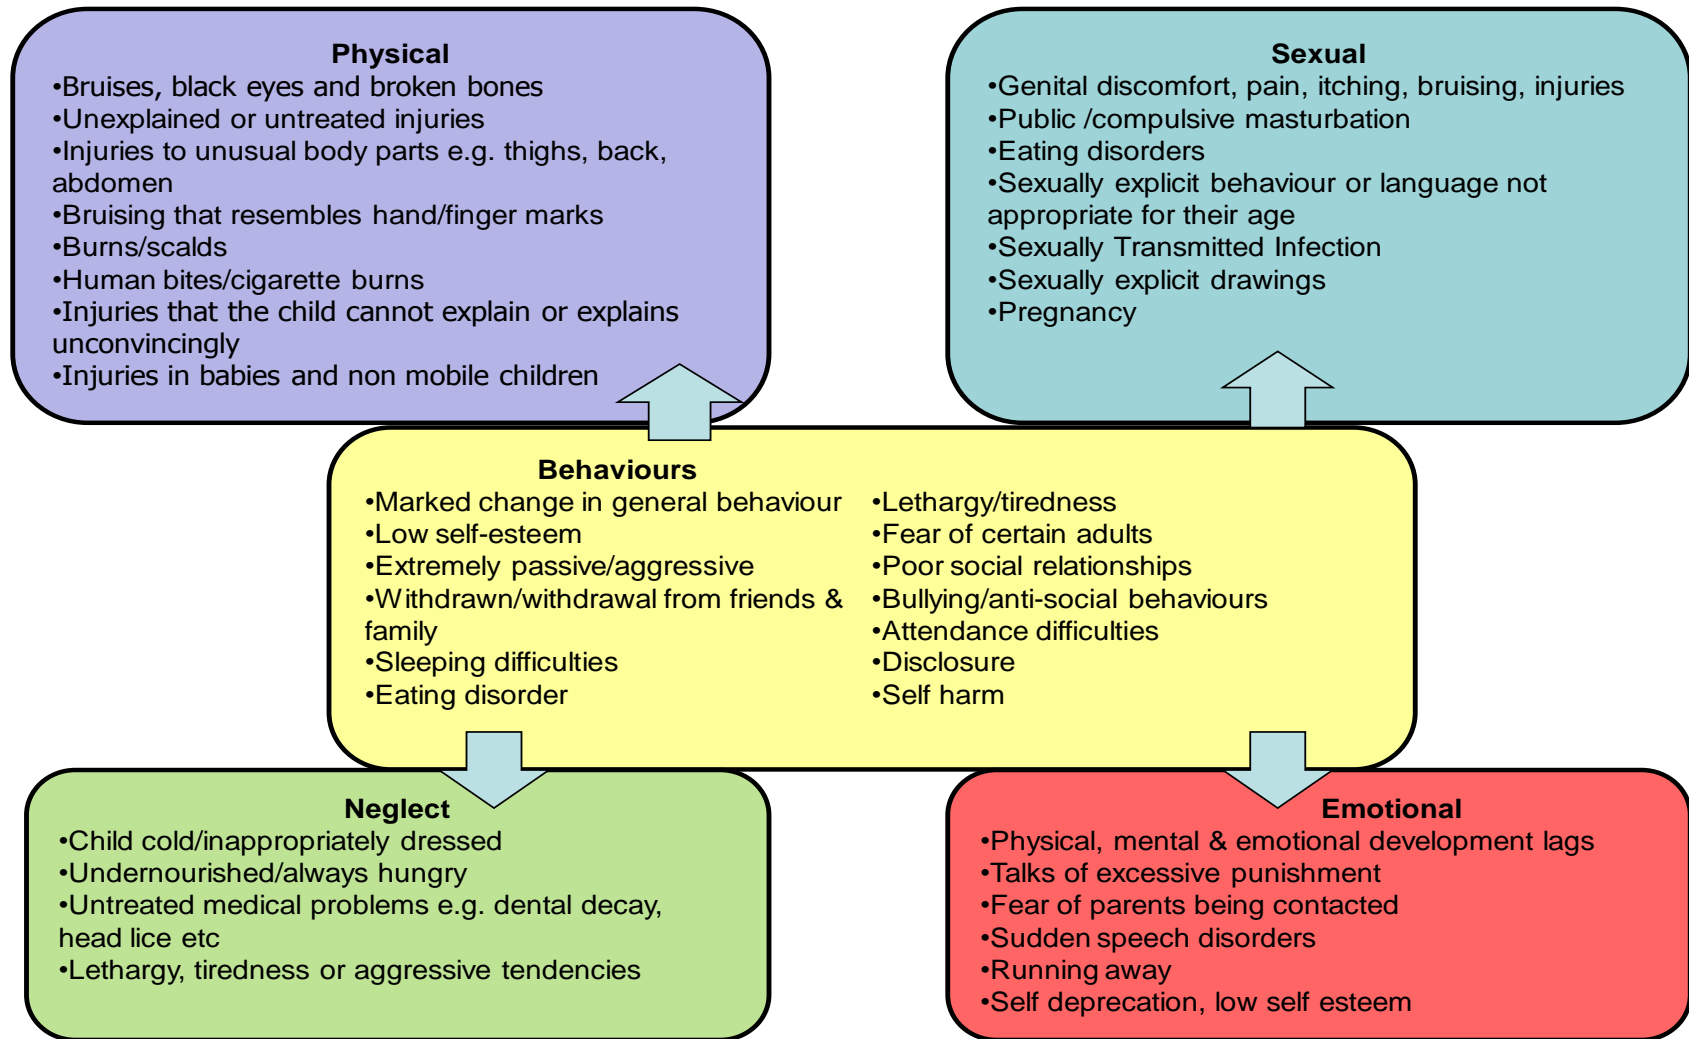 Physical
•Bruises, black eyes and broken bones
•Unexplained or untreated injuries
•Injuries to unusual body parts e.g. thighs, back,
abdomen
•Bruising that resembles hand/finger marks
•Burns/scalds
•Human bites/cigarette burns
•Injuries that the child cannot explain or explains
unconvincingly
•Injuries in babies and non mobile children
Sexual
•Genital discomfort, pain, itching, bruising, injuries
•Public /compulsive masturbation
•Eating disorders
•Sexually explicit behaviour or language not
appropriate for their age
•Sexually Transmitted Infection
•Sexually explicit drawings
•Pregnancy
Behaviours
•Marked change in general behaviour
•Low self-esteem
•Extremely passive/aggressive
•Withdrawn/withdrawal from friends &
family
•Sleeping difficulties
•Eating disorder
•Lethargy/tiredness
•Fear of certain adults
•Poor social relationships
•Bullying/anti-social behaviours
•Attendance difficulties
•Disclosure
•Self harm
Neglect
•Child cold/inappropriately dressed
•Undernourished/always hungry
•Untreated medical problems e.g. dental decay,
head lice etc
•Lethargy, tiredness or aggressive tendencies
Emotional
•Physical, mental & emotional development lags
•Talks of excessive punishment
•Fear of parents being contacted
•Sudden speech disorders
•Running away
•Self deprecation, low self esteem